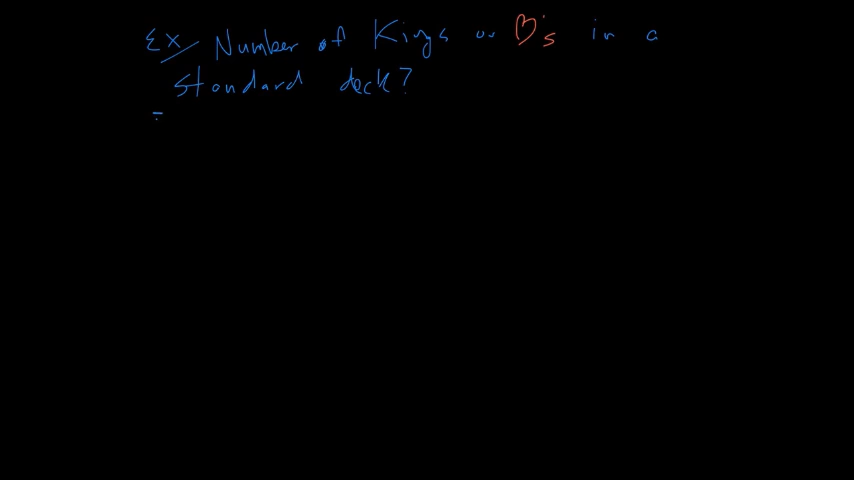 Ex Number of Kings or ♡'s in a
standard deck?
=